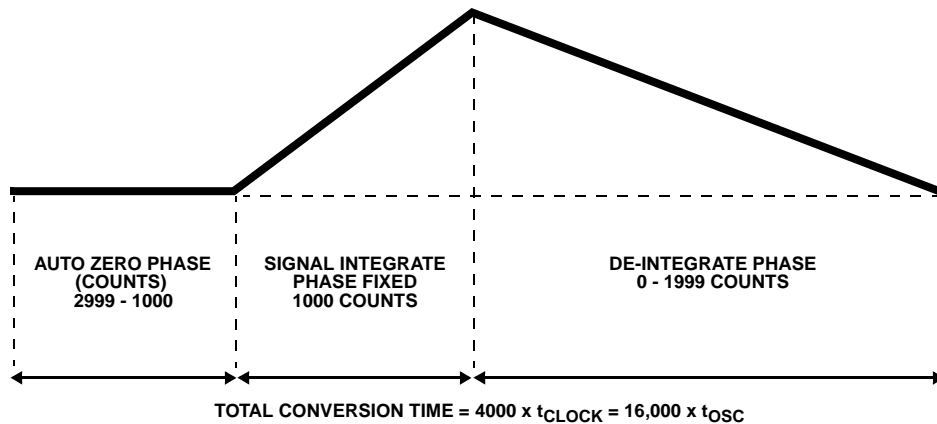 AUTO ZERO PHASE
(COUNTS)
2999 - 1000
SIGNAL INTEGRATE
PHASE FIXED
1000 COUNTS
DE-INTEGRATE PHASE
0 - 1999 COUNTS
TOTAL CONVERSION TIME = 4000 x tCLOCK = 16,000 x tOSC